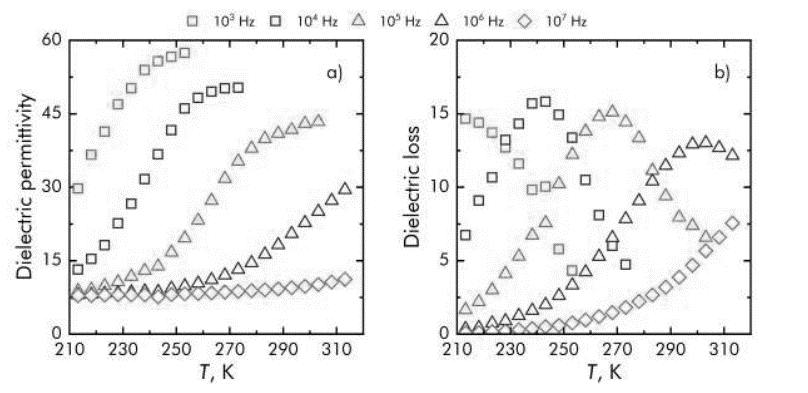 10³ Hz 10⁴ Hz 10⁵ Hz 10⁶ Hz 10⁷ Hz
a)
Dielectric permittivity
60
45
30
15
0
210 230 250 270 290 310
T, K
b)
Dielectric loss
20
15
10
5
0
210 230 250 270 290 310
T, K